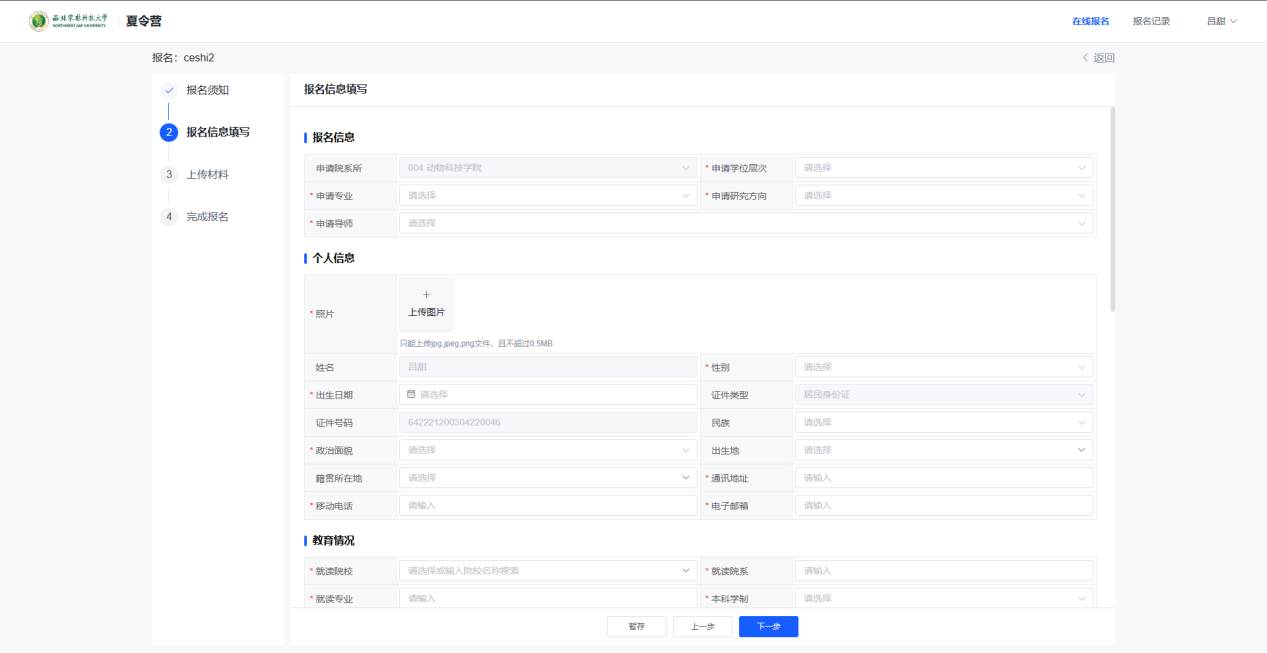 西北农林科技大学 夏令营 在线报名 报名记录 吕甜
NORTHWEST A&F UNIVERSITY
报名：ceshi2 返回
报名须知
2 报名信息填写
3 上传材料
4 完成报名
报名信息填写
报名信息
申请院系所 004 动物科技学院 * 申请学位层次 请选择
* 申请专业 请选择 * 申请研究方向 请选择
* 申请导师 请选择
个人信息
* 照片
+
上传图片
只能上传jpg,jpeg,png文件，且不超过0.5MB
姓名 吕甜 * 性别 请选择
* 出生日期 请选择 证件类型 居民身份证
证件号码 642221200304220046 民族 请选择
* 政治面貌 请选择 出生地 请选择
籍贯所在地 请选择 * 通讯地址 请输入
* 移动电话 请输入 * 电子邮箱 请输入
教育情况
* 就读院校 请选择或输入院校名称搜索 * 就读院系 请输入
* 就读专业 请输入 * 本科学制 请选择
暂存 上一步 下一步